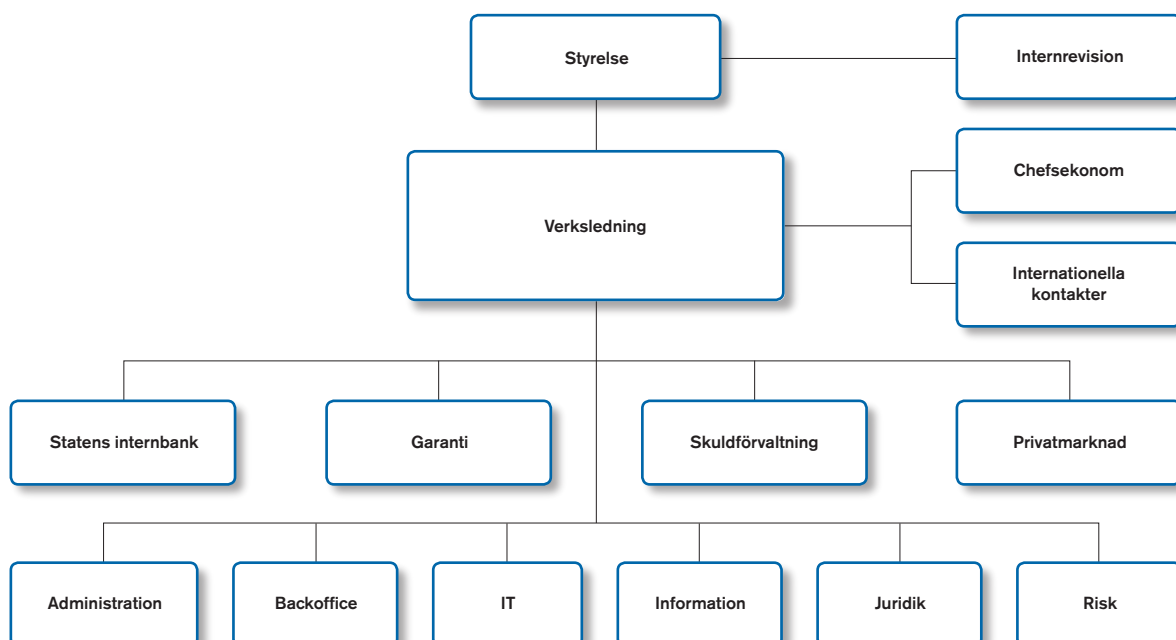 Styrelse
Internrevision
Chefsekonom
Verksledning
Internationella
kontakter
Statens internbank
Garanti
Skuldförvaltning
Privatmarknad
Administration
Backoffice
IT
Information
Juridik
Risk